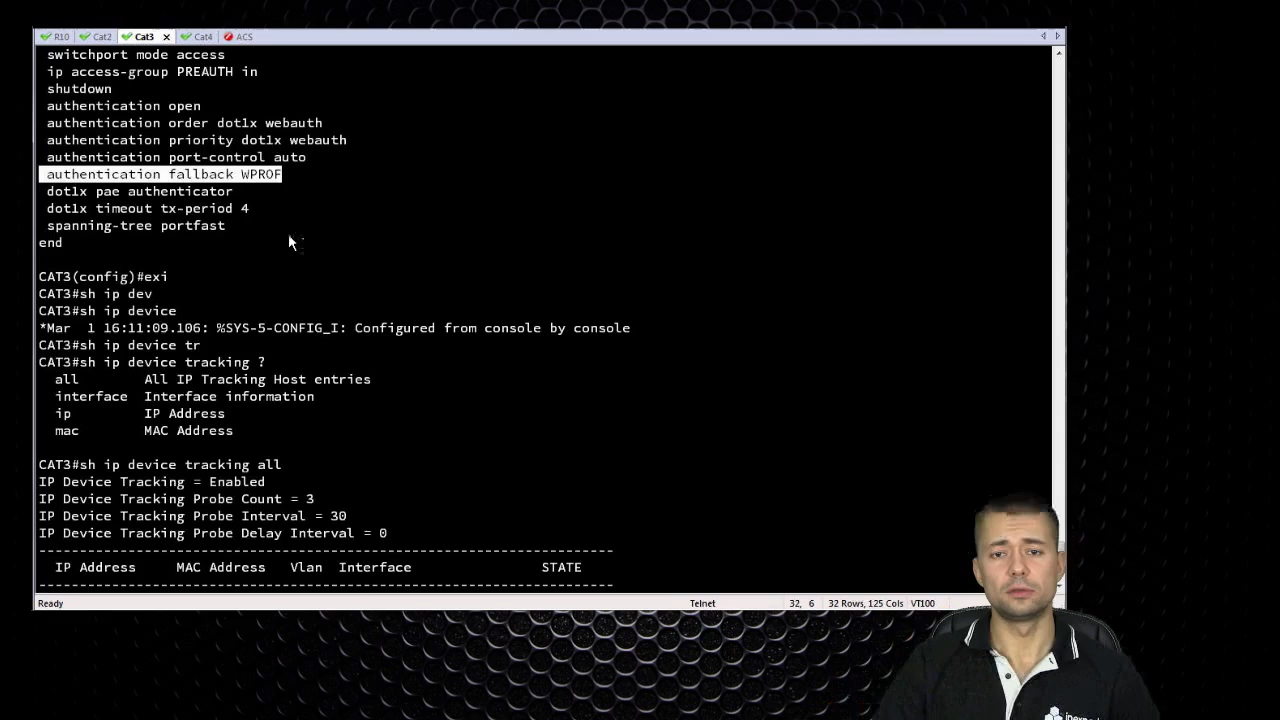 R10 Cat2 Cat3 Cat4 ACS
switchport mode access
ip access-group PREAUTH in
shutdown
authentication open
authentication order dot1x webauth
authentication priority dot1x webauth
authentication port-control auto
authentication fallback WPROF
dot1x pae authenticator
dot1x timeout tx-period 4
spanning-tree portfast
end
CAT3(config)#exi
CAT3#sh ip dev
CAT3#sh ip device
*Mar  1 16:11:09.106: %SYS-5-CONFIG_I: Configured from console by console
CAT3#sh ip device tr
CAT3#sh ip device tracking ?
all        All IP Tracking Host entries
interface  Interface information
ip         IP Address
mac        MAC Address
CAT3#sh ip device tracking all
IP Device Tracking = Enabled
IP Device Tracking Probe Count = 3
IP Device Tracking Probe Interval = 30
IP Device Tracking Probe Delay Interval = 0
-----------------------------------------------------------------------
IP Address     MAC Address   Vlan  Interface                STATE
-----------------------------------------------------------------------
Ready Telnet 32, 6 32 Rows, 125 Cols VT100